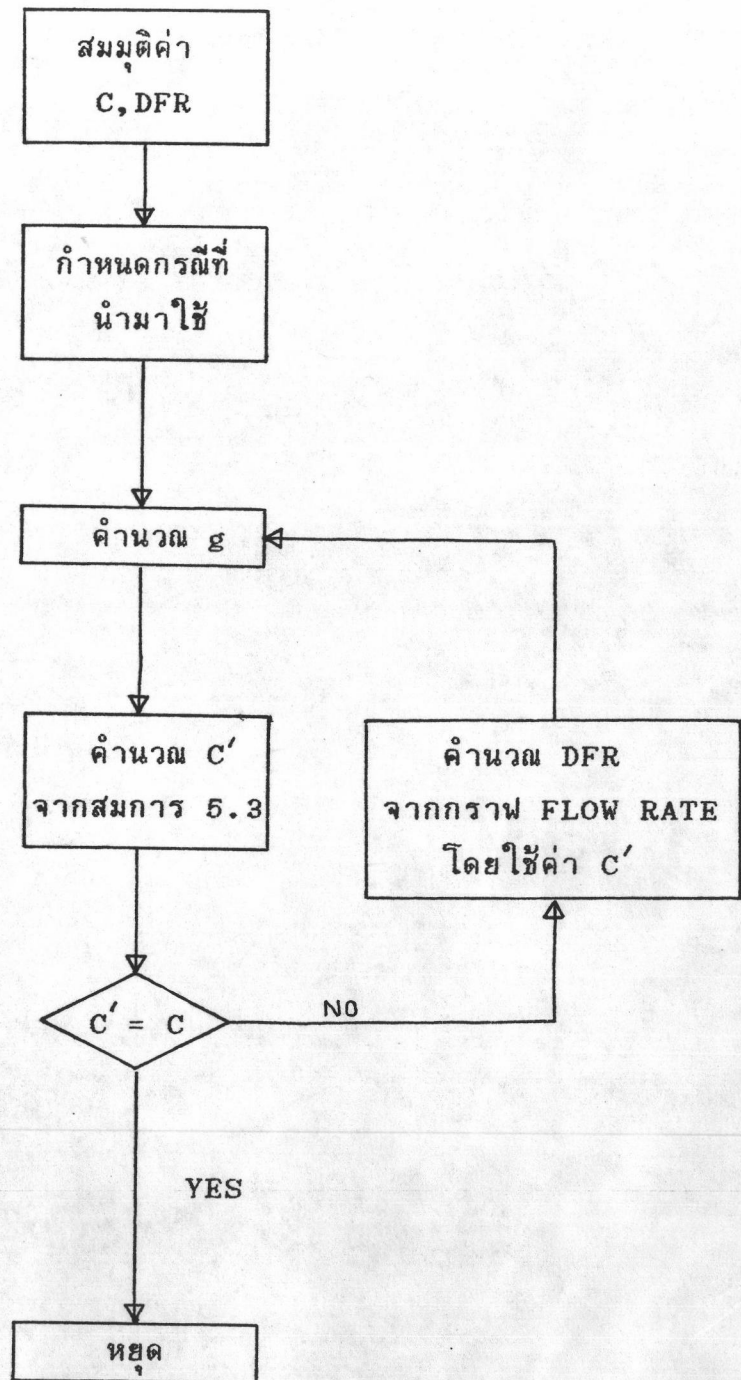 สมมุติค่า
C,DFR
กำหนดกรณีที่
นำมาใช้
คำนวณ g
คำนวณ C′
จากสมการ 5.3
คำนวณ DFR
จากกราฟ FLOW RATE
โดยใช้ค่า C′
C′ = C
NO
YES
หยุด